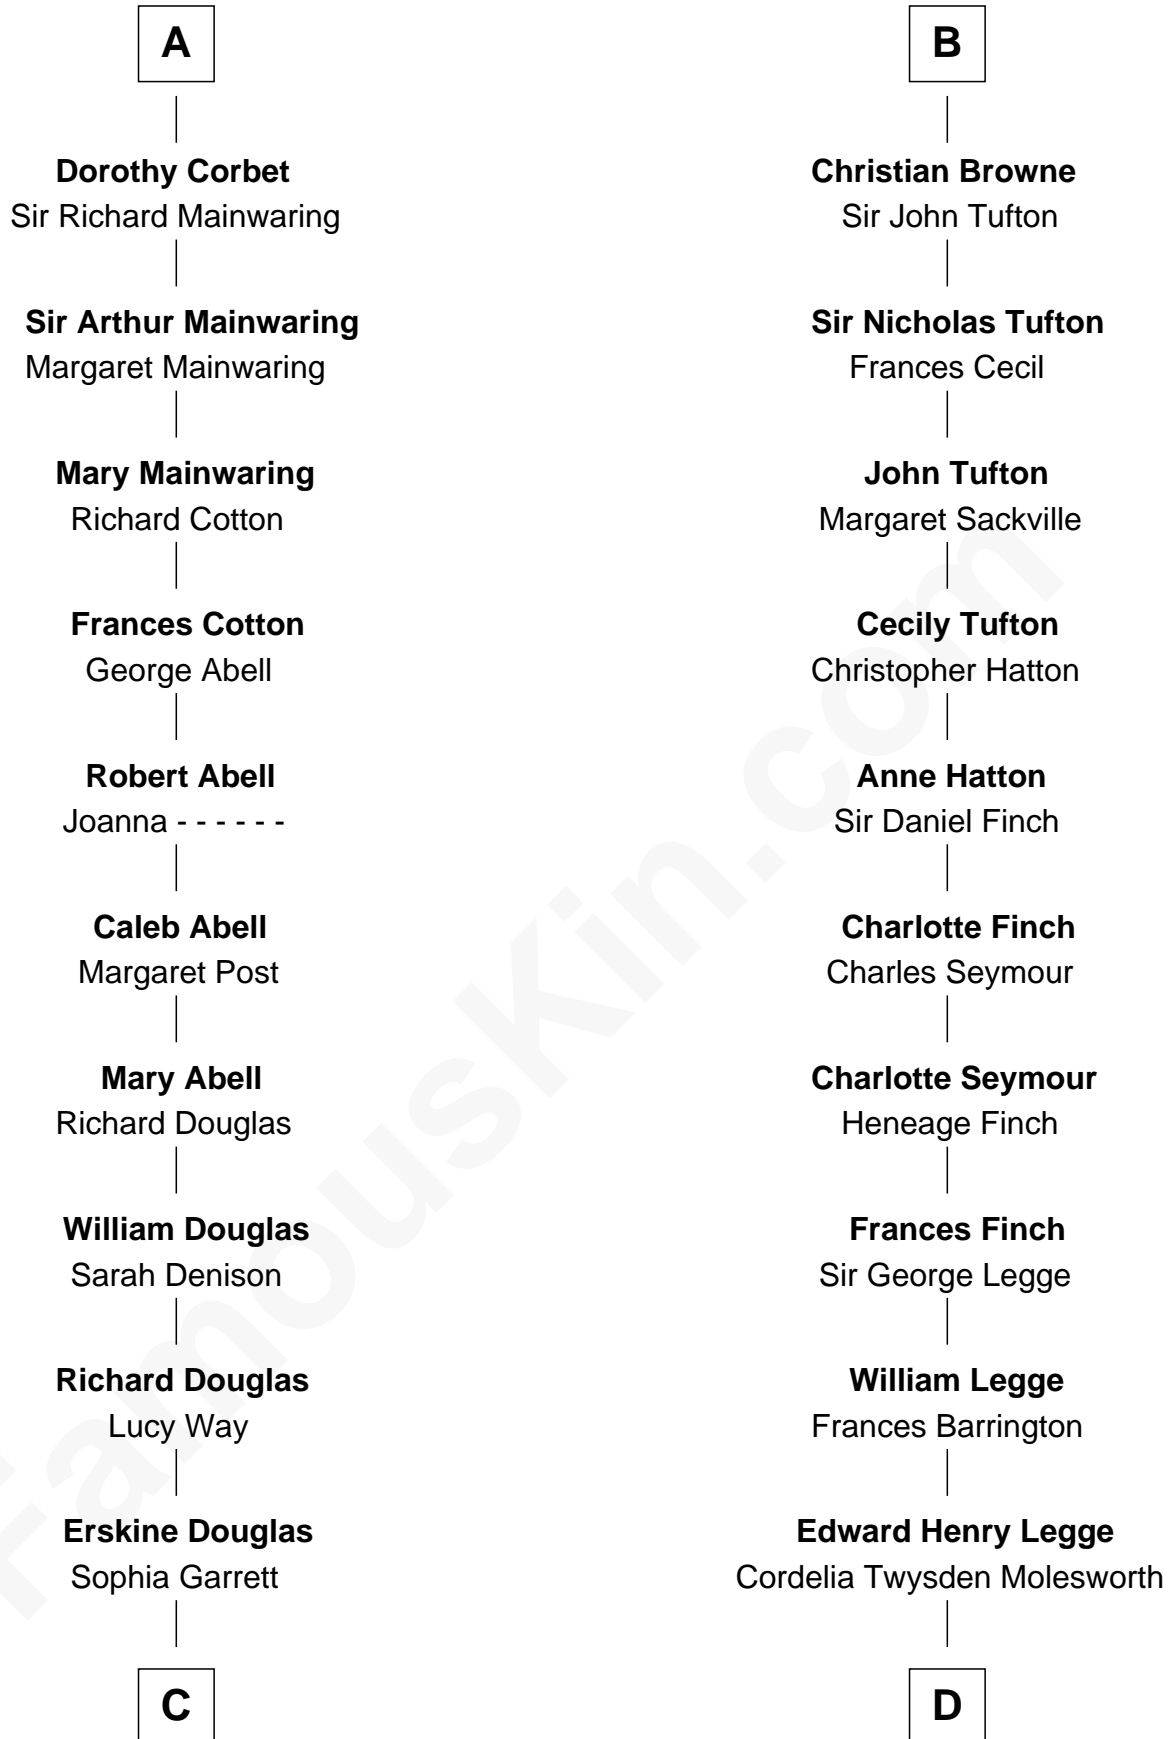 A
Dorothy Corbet
Sir Richard Mainwaring
Sir Arthur Mainwaring
Margaret Mainwaring
Mary Mainwaring
Richard Cotton
Frances Cotton
George Abell
Robert Abell
Joanna - - - - - -
Caleb Abell
Margaret Post
Mary Abell
Richard Douglas
William Douglas
Sarah Denison
Richard Douglas
Lucy Way
Erskine Douglas
Sophia Garrett
C
B
Christian Browne
Sir John Tufton
Sir Nicholas Tufton
Frances Cecil
John Tufton
Margaret Sackville
Cecily Tufton
Christopher Hatton
Anne Hatton
Sir Daniel Finch
Charlotte Finch
Charles Seymour
Charlotte Seymour
Heneage Finch
Frances Finch
Sir George Legge
William Legge
Frances Barrington
Edward Henry Legge
Cordelia Twysden Molesworth
D
FamousKin.com